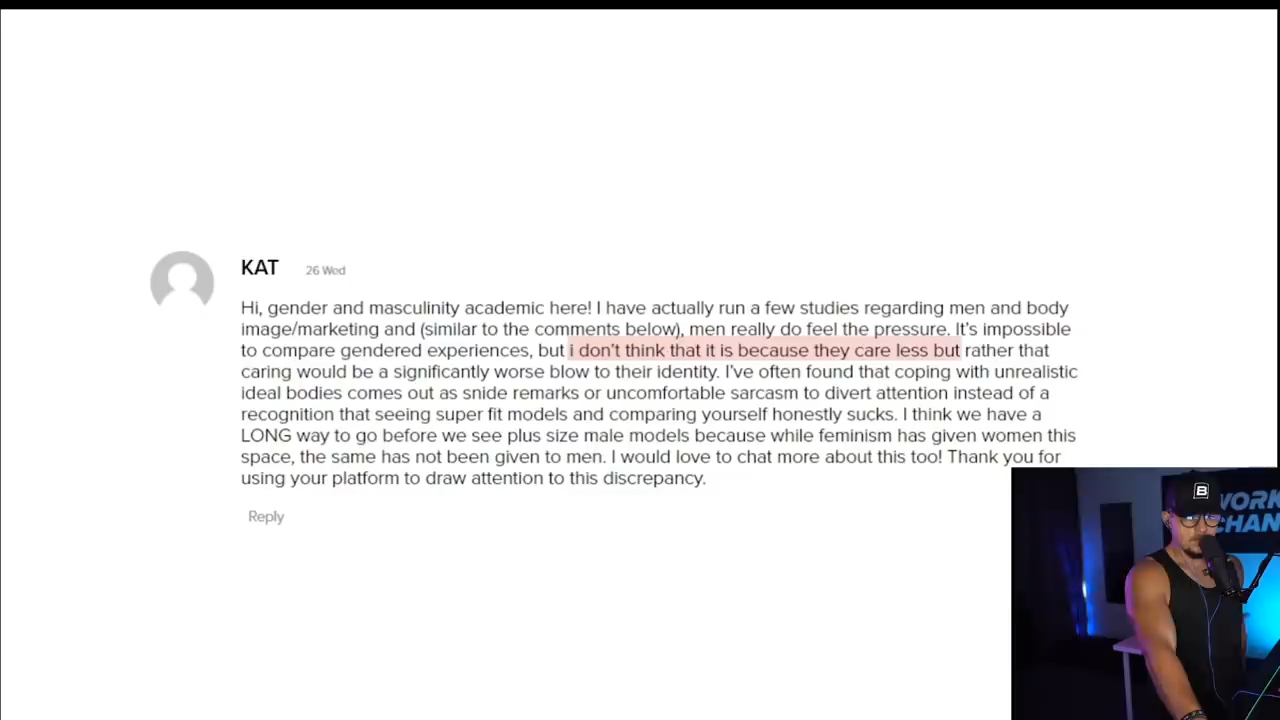 KAT 26 Wed
Hi, gender and masculinity academic here! I have actually run a few studies regarding men and body
image/marketing and (similar to the comments below), men really do feel the pressure. It's impossible
to compare gendered experiences, but i don't think that it is because they care less but rather that
caring would be a significantly worse blow to their identity. I've often found that coping with unrealistic
ideal bodies comes out as snide remarks or uncomfortable sarcasm to divert attention instead of a
recognition that seeing super fit models and comparing yourself honestly sucks. I think we have a
LONG way to go before we see plus size male models because while feminism has given women this
space, the same has not been given to men. I would love to chat more about this too! Thank you for
using your platform to draw attention to this discrepancy.
Reply
B